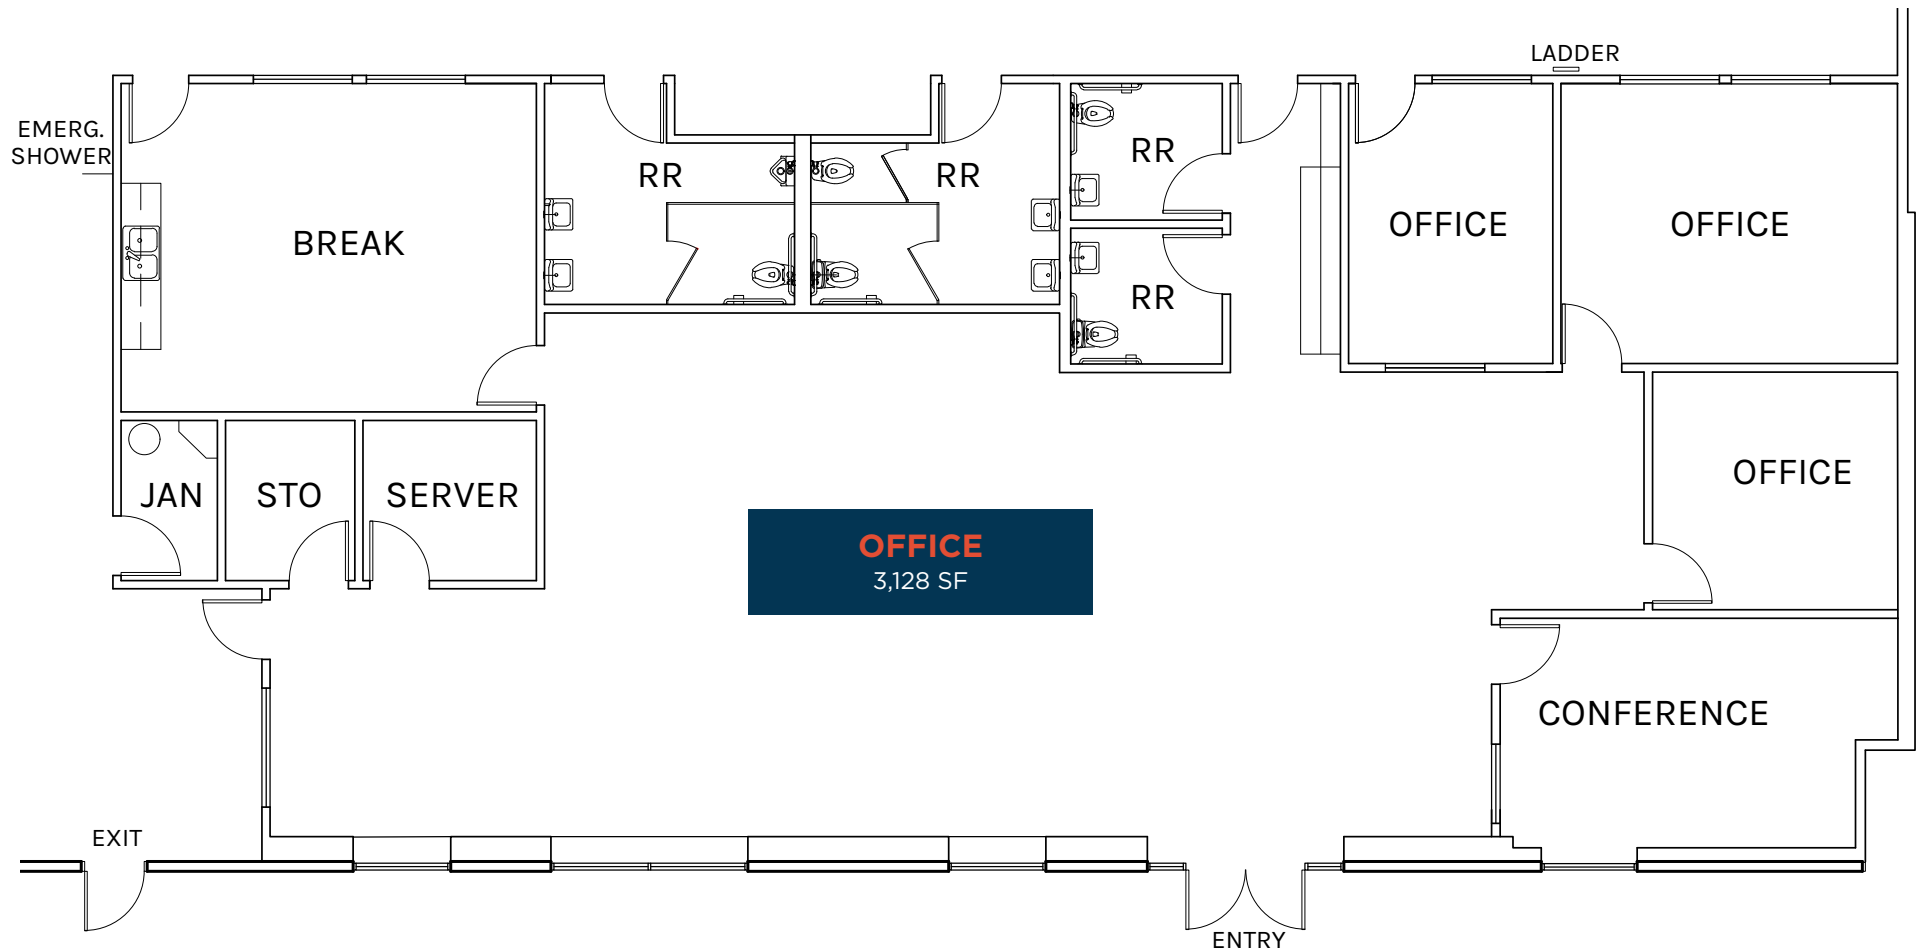 LADDER
EMERG.
SHOWER
RR
RR
RR
BREAK
OFFICE
OFFICE
RR
OFFICE
JAN
STO
SERVER
OFFICE
3,128 SF
CONFERENCE
EXIT
ENTRY